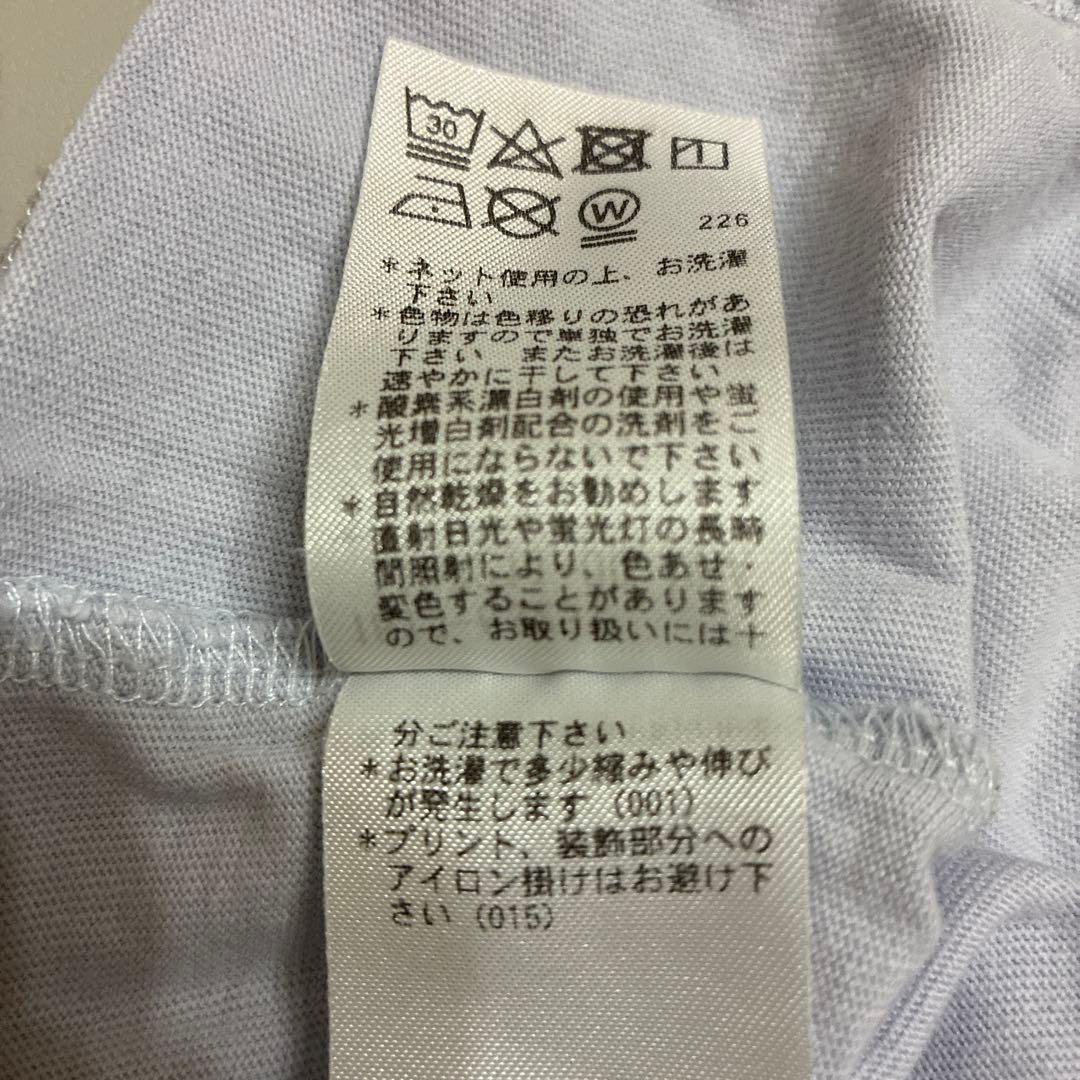 30
W
226
*ネット使用の上、お洗濯
下さい
*色物は色移りの恐れがあ
りますので単独でお洗濯
下さい またお洗濯後は
速やかに干して下さい
*酸素系漂白剤の使用や蛍
光増白剤配合の洗剤をご
使用にならないで下さい
*自然乾燥をお勧めします
直射日光や蛍光灯の長時
間照射により、色あせ・
変色することがあります
ので、お取り扱いには十
分ご注意下さい
*お洗濯で多少縮みや伸び
が発生します(001)
*プリント、装飾部分への
アイロン掛けはお避け下
さい(015)